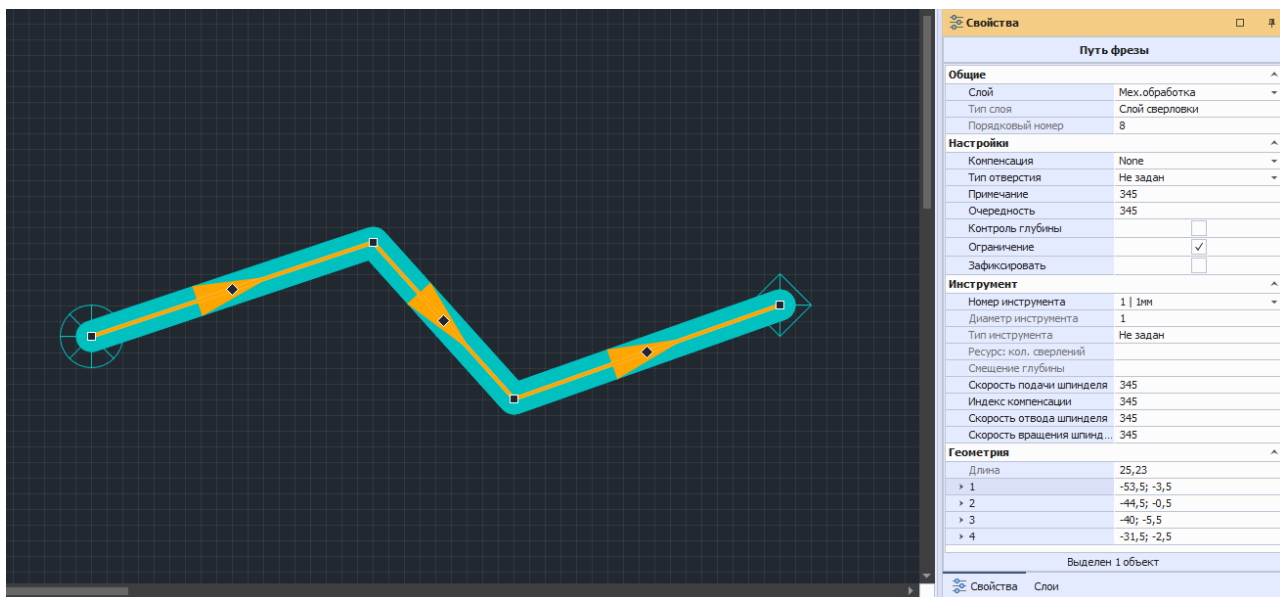 Свойства
Путь фрезы
Общие
Слой Мех.обработка
Тип слоя Слой сверловки
Порядковый номер 8
Настройки
Компенсация None
Тип отверстия Не задан
Примечание 345
Очередность 345
Контроль глубины
Ограничение
Зафиксировать
Инструмент
Номер инструмента 1 | 1мм
Диаметр инструмента 1
Тип инструмента Не задан
Ресурс: кол. сверлений
Смещение глубины
Скорость подачи шпинделя 345
Индекс компенсации 345
Скорость отвода шпинделя 345
Скорость вращения шпинд... 345
Геометрия
Длина 25,23
1 -53,5; -3,5
2 -44,5; -0,5
3 -40; -5,5
4 -31,5; -2,5
Выделен 1 объект
Свойства Слои